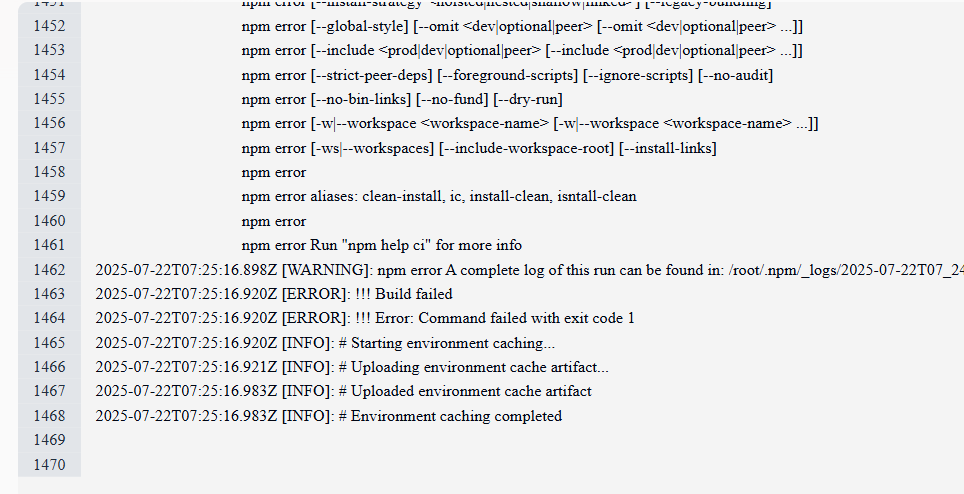 1451 npm error [--install-strategy <hoisted|nested|shallow|linked>] [--legacy-bundling]
1452 npm error [--global-style] [--omit <dev|optional|peer> [--omit <dev|optional|peer> ...]]
1453 npm error [--include <prod|dev|optional|peer> [--include <prod|dev|optional|peer> ...]]
1454 npm error [--strict-peer-deps] [--foreground-scripts] [--ignore-scripts] [--no-audit]
1455 npm error [--no-bin-links] [--no-fund] [--dry-run]
1456 npm error [-w|--workspace <workspace-name> [-w|--workspace <workspace-name> ...]]
1457 npm error [-ws|--workspaces] [--include-workspace-root] [--install-links]
1458 npm error
1459 npm error aliases: clean-install, ic, install-clean, isntall-clean
1460 npm error
1461 npm error Run "npm help ci" for more info
1462 2025-07-22T07:25:16.898Z [WARNING]: npm error A complete log of this run can be found in: /root/.npm/_logs/2025-07-22T07_24
1463 2025-07-22T07:25:16.920Z [ERROR]: !!! Build failed
1464 2025-07-22T07:25:16.920Z [ERROR]: !!! Error: Command failed with exit code 1
1465 2025-07-22T07:25:16.920Z [INFO]: # Starting environment caching...
1466 2025-07-22T07:25:16.921Z [INFO]: # Uploading environment cache artifact...
1467 2025-07-22T07:25:16.983Z [INFO]: # Uploaded environment cache artifact
1468 2025-07-22T07:25:16.983Z [INFO]: # Environment caching completed
1469
1470